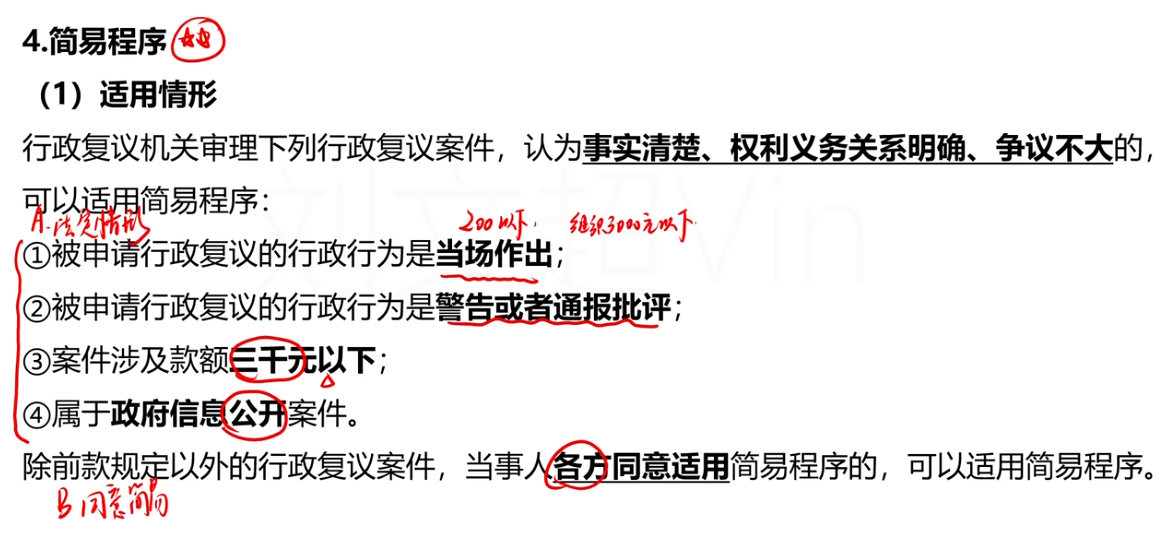 4.简易程序
（1）适用情形
行政复议机关审理下列行政复议案件，认为事实清楚、权利义务关系明确、争议不大的，
可以适用简易程序：
A.法定情形 200以下， 组织3000元以下
①被申请行政复议的行政行为是当场作出；
②被申请行政复议的行政行为是警告或者通报批评；
③案件涉及款额三千元以下；
④属于政府信息公开案件。
除前款规定以外的行政复议案件，当事人各方同意适用简易程序的，可以适用简易程序。
B 同意简易
刘文超Vin